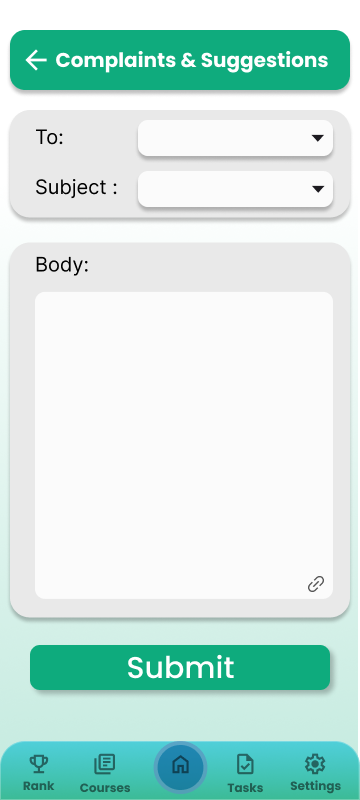 Complaints & Suggestions
To:
Subject :
Body:
Submit
Rank
Courses
Tasks
Settings